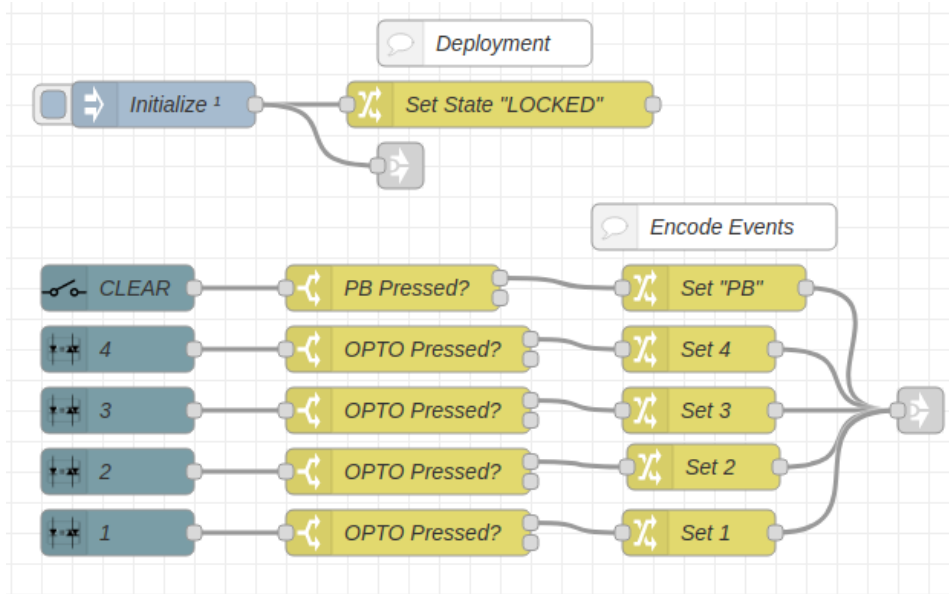 Deployment
Initialize ¹
Set State "LOCKED"
Encode Events
CLEAR
PB Pressed?
Set "PB"
4
OPTO Pressed?
Set 4
3
OPTO Pressed?
Set 3
2
OPTO Pressed?
Set 2
1
OPTO Pressed?
Set 1